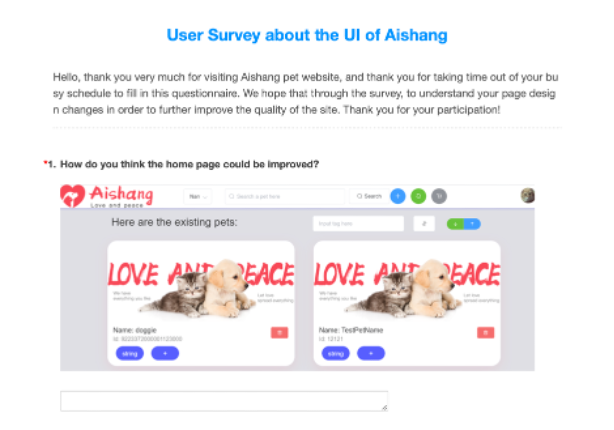 User Survey about the UI of Aishang
Hello, thank you very much for visiting Aishang pet website, and thank you for taking time out of your bu
sy schedule to fill in this questionnaire. We hope that through the survey, to understand your page desig
n changes in order to further improve the quality of the site. Thank you for your participation!
*1. How do you think the home page could be improved?
Aishang
Love and peace
Search a pet here
Search
Here are the existing pets:
Input tag here
LOVE AND PEACE
LOVE AND PEACE
We have
everything you like
Let love
spread everything
We have
everything you like
Let love
spread everything
Name: doggie
Name: TestPetName
Id: 12121
string +
string +